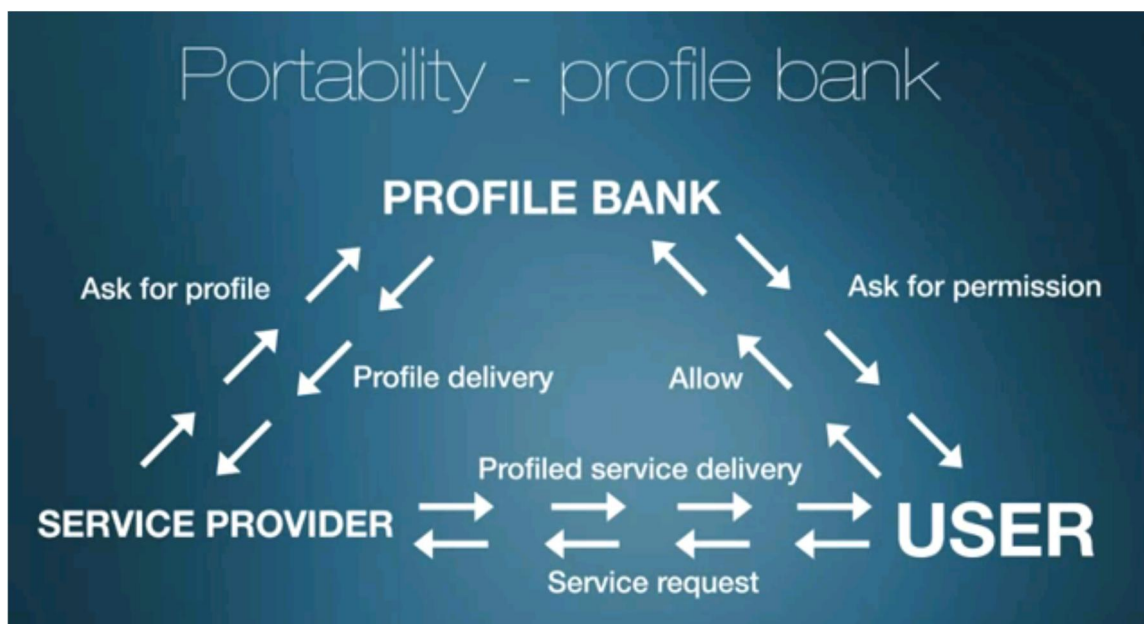 Portability - profile bank
PROFILE BANK
Ask for profile
Ask for permission
Profile delivery
Allow
Profiled service delivery
SERVICE PROVIDER
USER
Service request